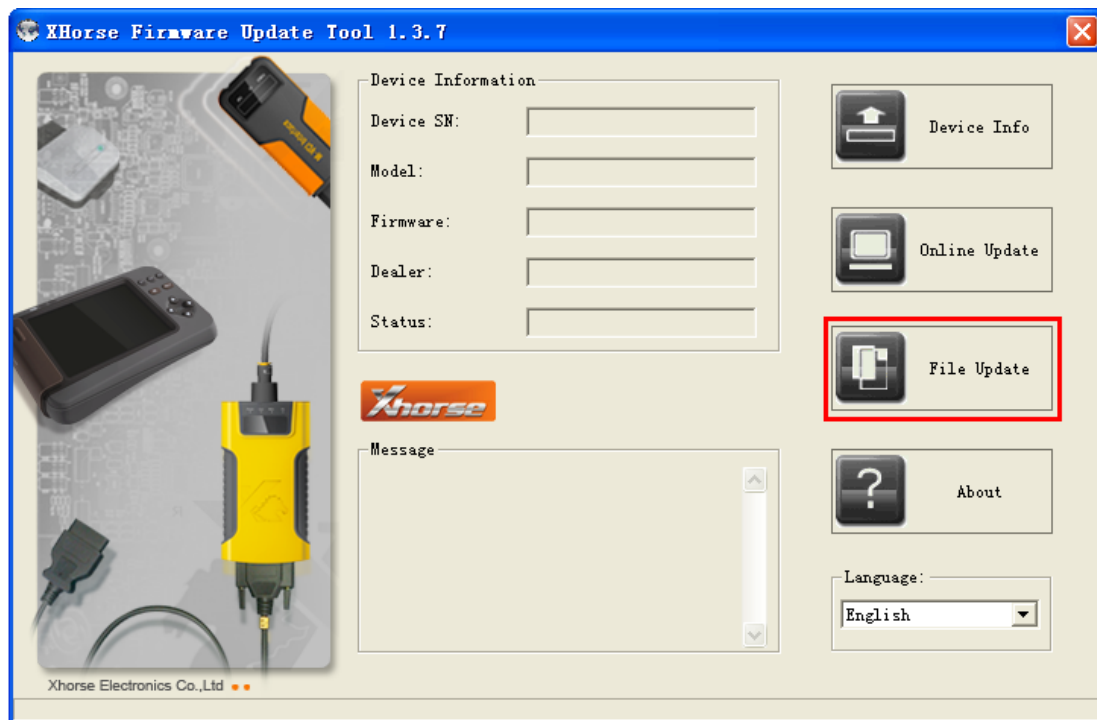 XHorse Firmware Update Tool 1.3.7
Device Information
Device SN:
Model:
Firmware:
Dealer:
Status:
Xhorse
Message
Device Info
Online Update
File Update
?
About
Language:
English
Xhorse Electronics Co.,Ltd